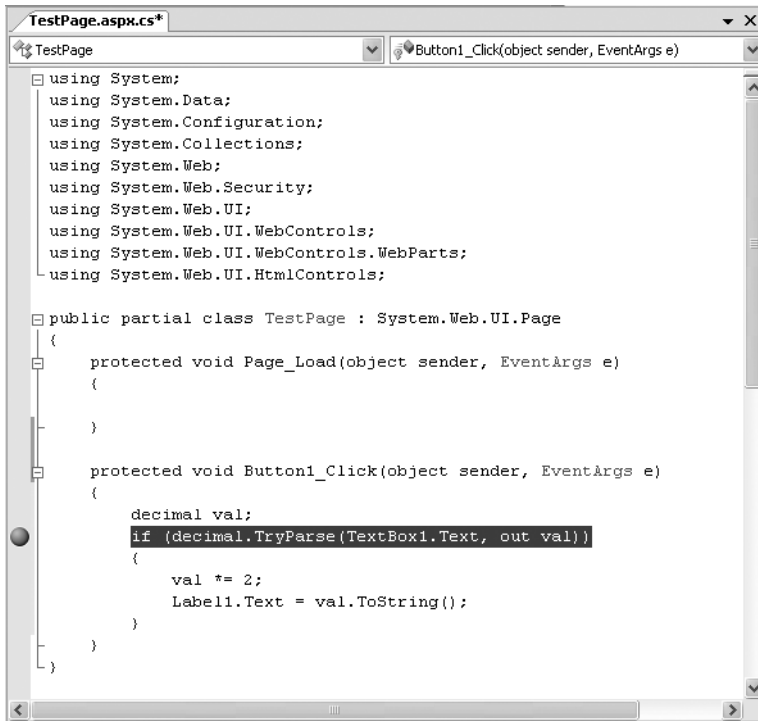 TestPage.aspx.cs*
TestPage
Button1_Click(object sender, EventArgs e)
using System;
using System.Data;
using System.Configuration;
using System.Collections;
using System.Web;
using System.Web.Security;
using System.Web.UI;
using System.Web.UI.WebControls;
using System.Web.UI.WebControls.WebParts;
using System.Web.UI.HtmlControls;
public partial class TestPage : System.Web.UI.Page
{
protected void Page_Load(object sender, EventArgs e)
{
}
protected void Button1_Click(object sender, EventArgs e)
{
decimal val;
if (decimal.TryParse(TextBox1.Text, out val))
{
val *= 2;
Label1.Text = val.ToString();
}
}
}